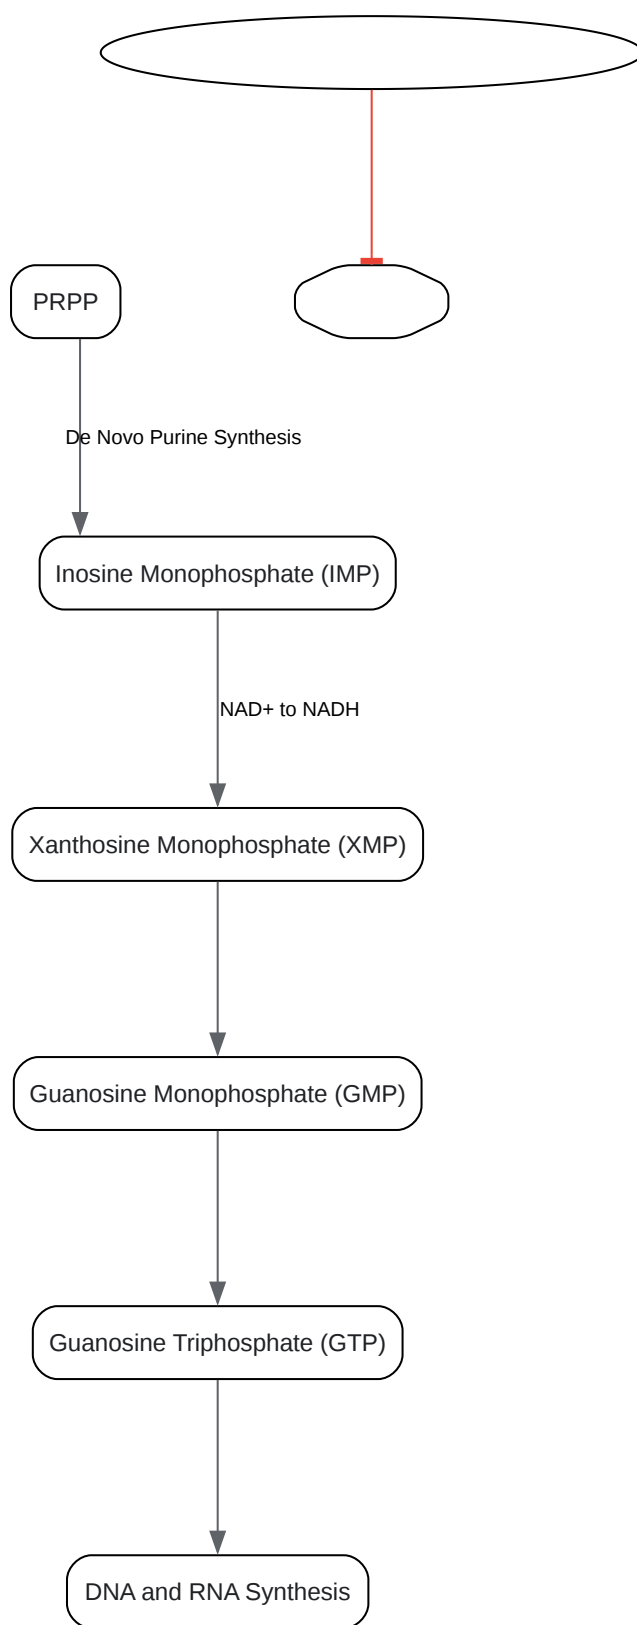 PRPP
De Novo Purine Synthesis
Inosine Monophosphate (IMP)
NAD+ to NADH
Xanthosine Monophosphate (XMP)
Guanosine Monophosphate (GMP)
Guanosine Triphosphate (GTP)
DNA and RNA Synthesis